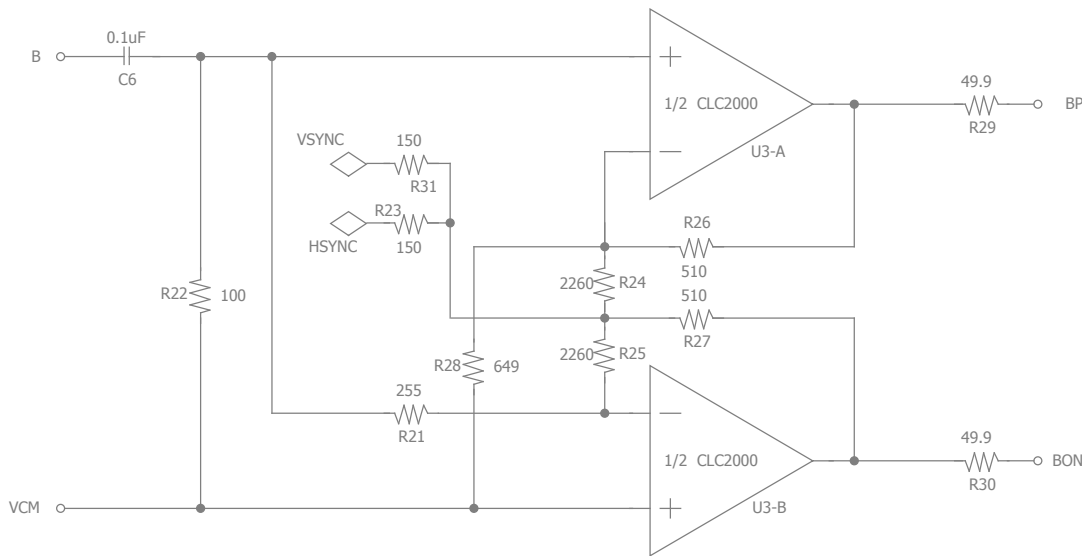 0.1uF
B
C6
49.9
1/2 CLC2000
BP
R29
VSYNC
150
U3-A
R31
R23
HSYNC
150
R26
510
2260
R24
R22
100
510
R27
R28
649
2260
R25
255
R21
49.9
1/2 CLC2000
BON
R30
VCM
U3-B